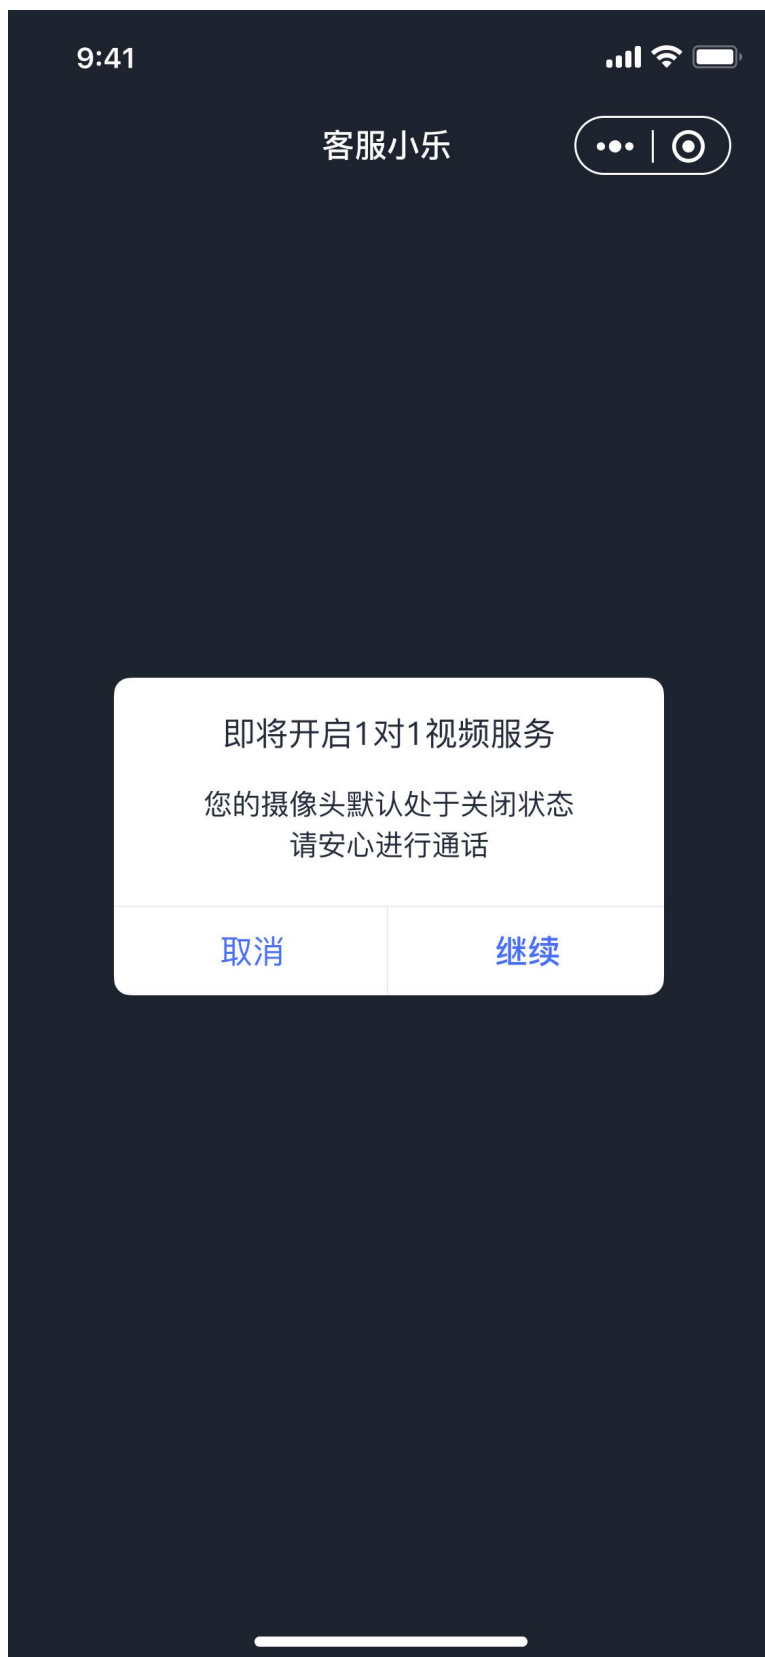 9:41
客服小乐
即将开启1对1视频服务
您的摄像头默认处于关闭状态
请安心进行通话
取消
继续